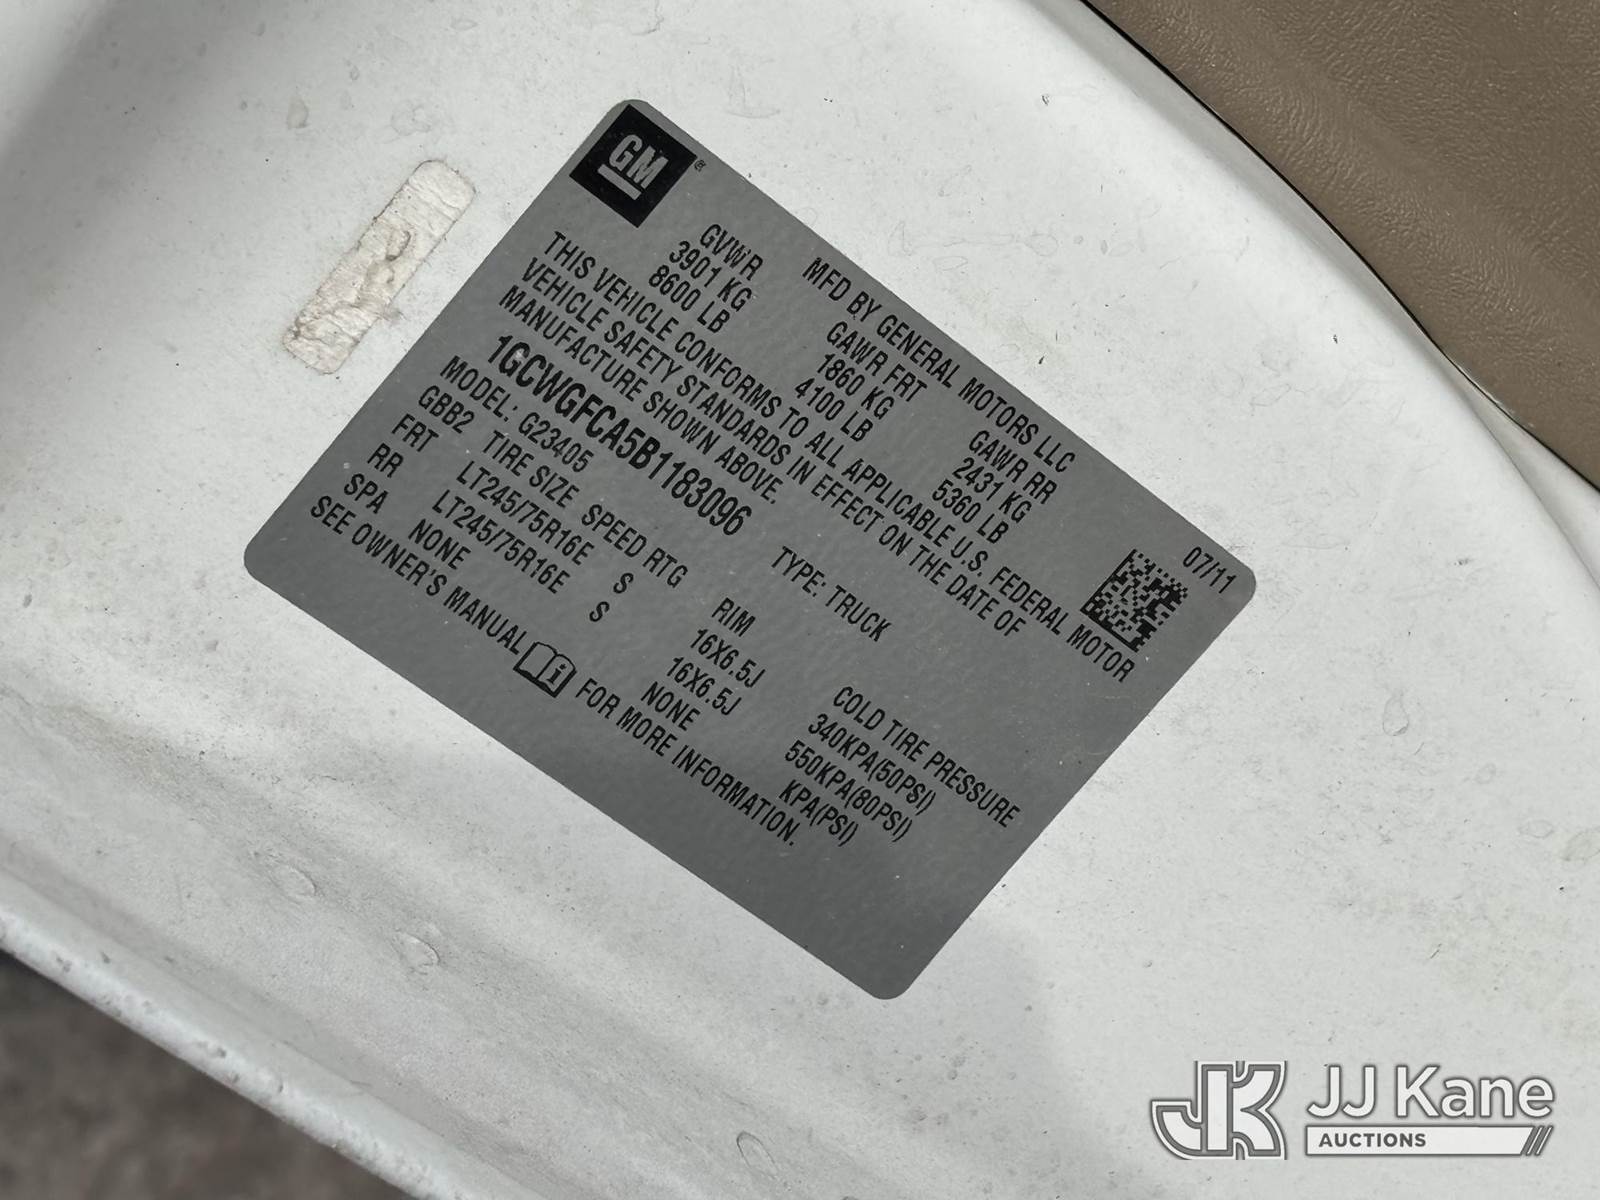 GM®
MFD BY GENERAL MOTORS LLC 07/11
GVWR GAWR FRT GAWR RR
3901 KG 1860 KG 2431 KG
8600 LB 4100 LB 5360 LB
THIS VEHICLE CONFORMS TO ALL APPLICABLE U.S. FEDERAL MOTOR
VEHICLE SAFETY STANDARDS IN EFFECT ON THE DATE OF
MANUFACTURE SHOWN ABOVE.
1GCWGFCA5B1183096 TYPE: TRUCK
MODEL: G23405
GBB2 TIRE SIZE SPEED RTG RIM COLD TIRE PRESSURE
FRT LT245/75R16E S 16X6.5J 340KPA(50PSI)
RR LT245/75R16E S 16X6.5J 550KPA(80PSI)
SPA NONE NONE KPA(PSI)
SEE OWNER'S MANUAL i FOR MORE INFORMATION.
JK JJ Kane
AUCTIONS